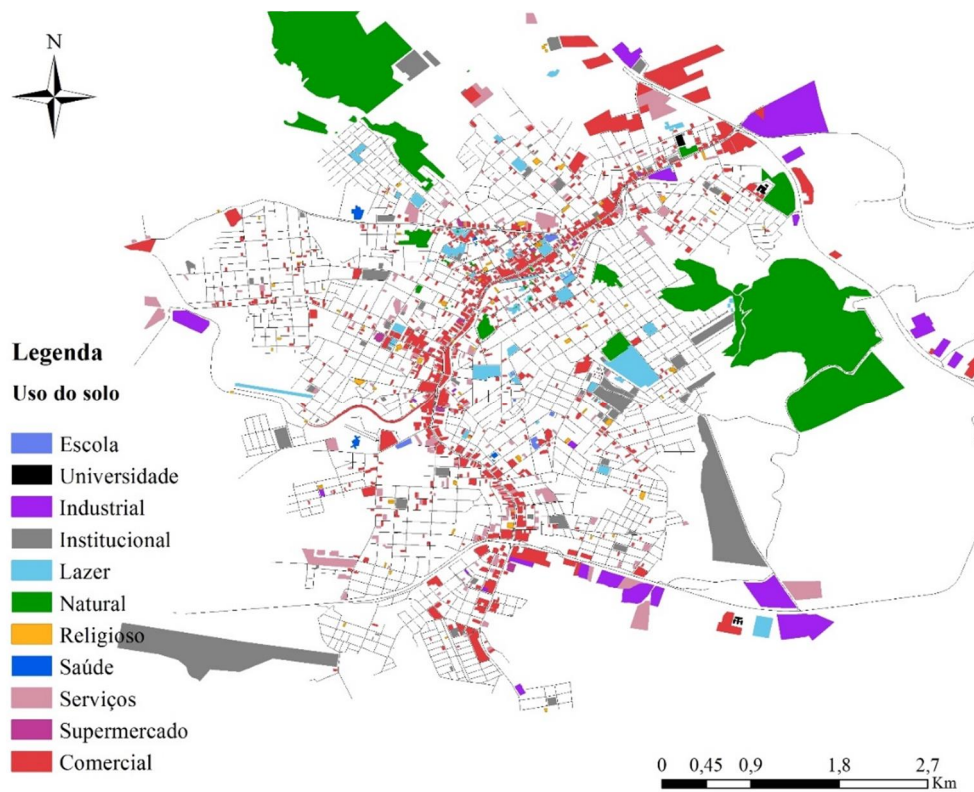 N
Legenda
Uso do solo
Escola
Universidade
Industrial
Institucional
Lazer
Natural
Religioso
Saúde
Serviços
Supermercado
Comercial
0 0,45 0,9 1,8 2,7
Km